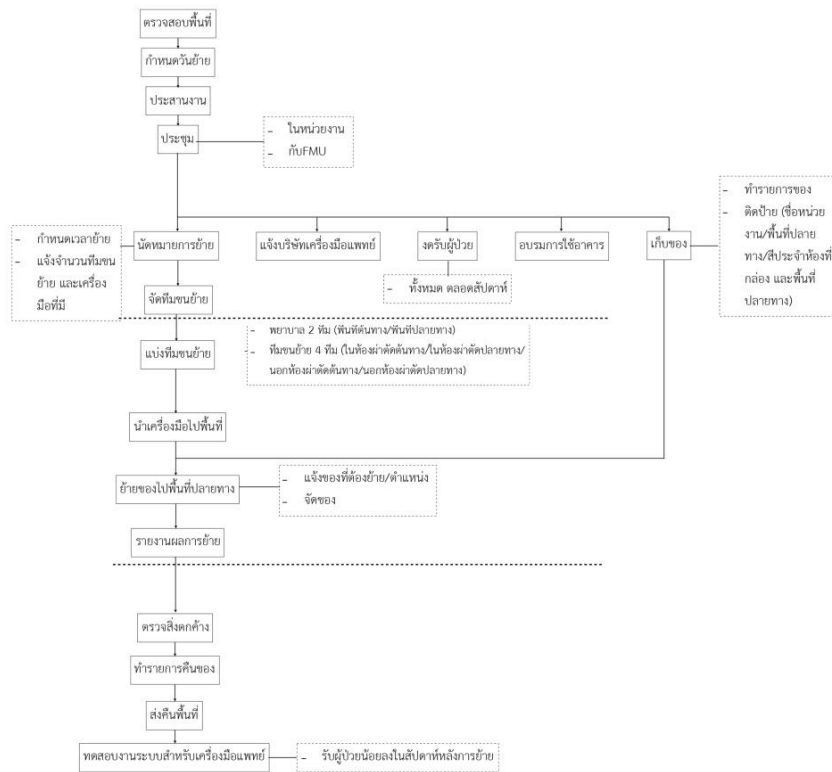 ตรวจสอบพื้นที่
กำหนดวันย้าย
ประสานงาน
ประชุม
- ในหน่วยงาน
- กับFMU
- ทำรายการของ
- ติดป้าย (ชื่อหน่วย
งาน/พื้นที่ปลาย
ทาง/สีประจำห้องที่
กล่อง และพื้นที่
ปลายทาง)
- กำหนดเวลาย้าย
- แจ้งจำนวนทีมขน
ย้าย และเครื่อง
มือที่มี
นัดหมายการย้าย
แจ้งบริษัทเครื่องมือแพทย์
งดรับผู้ป่วย
อบรมการใช้อาคาร
เก็บของ
- ทั้งหมด ตลอดสัปดาห์
จัดทีมขนย้าย
- พยาบาล 2 ทีม (พื้นที่ต้นทาง/พื้นที่ปลายทาง)
- ทีมขนย้าย 4 ทีม (ในห้องผ่าตัดต้นทาง/ในห้องผ่าตัดปลายทาง/
นอกห้องผ่าตัดต้นทาง/นอกห้องผ่าตัดปลายทาง)
แบ่งทีมขนย้าย
นำเครื่องมือไปพื้นที่
ย้ายของไปพื้นที่ปลายทาง
- แจ้งของที่ต้องย้าย/ตำแหน่ง
- จัดของ
รายงานผลการย้าย
ตรวจสิ่งตกค้าง
ทำรายการคืนของ
ส่งคืนพื้นที่
ทดสอบงานระบบสำหรับเครื่องมือแพทย์
- รับผู้ป่วยน้อยลงในสัปดาห์หลังการย้าย